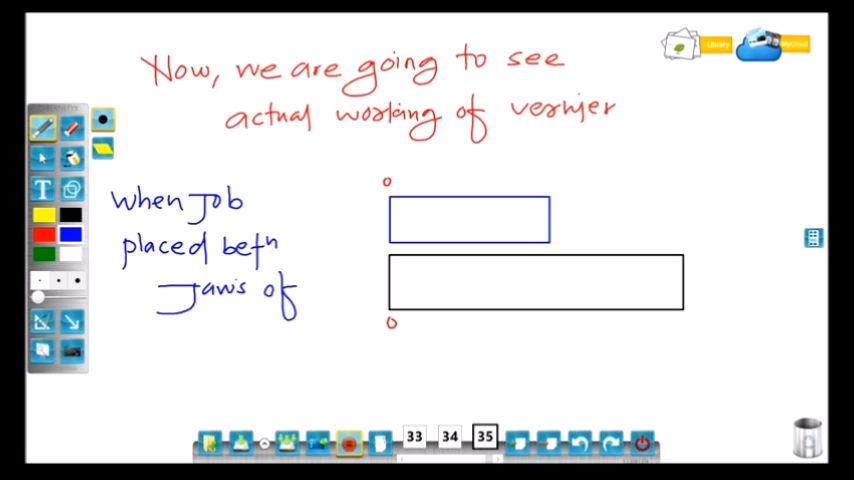 Now, we are going to see
actual working of vernier
Library
MyCloud
when Job
placed betn
Jaws of
0
0
T
33 34 35